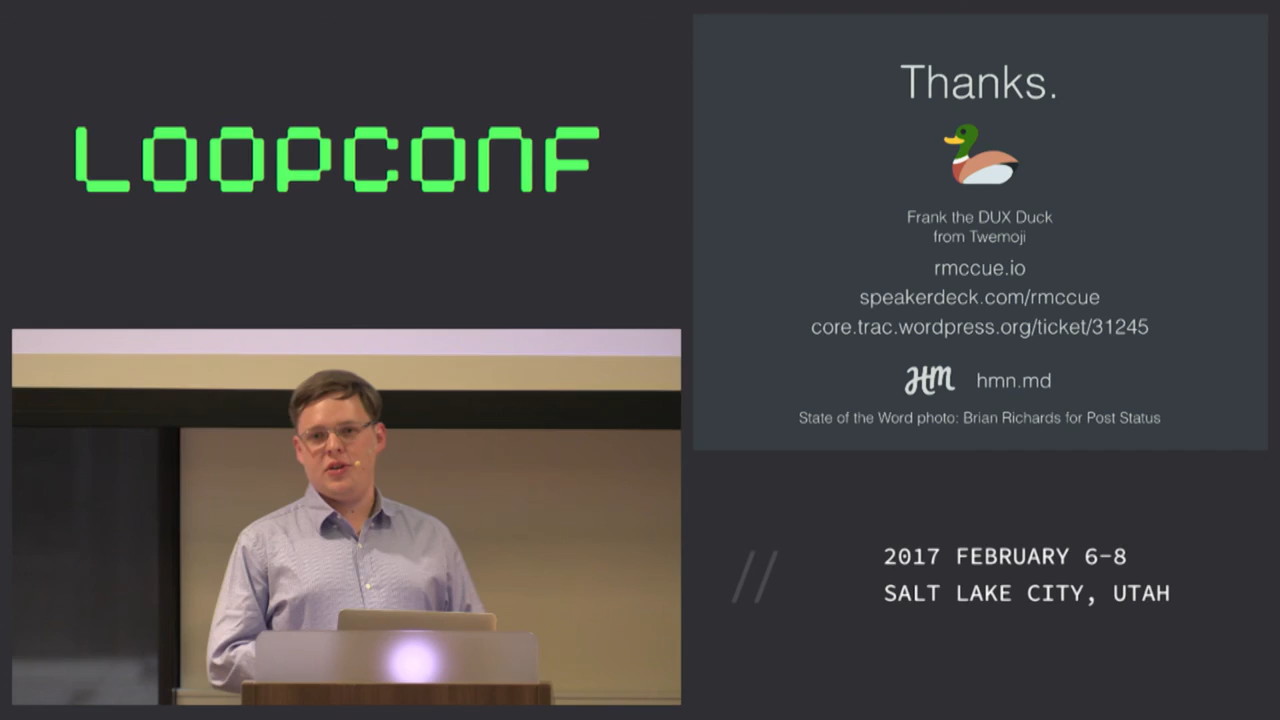 LOOPCONF
Thanks.
Frank the DUX Duck
from Twemoji
rmccue.io
speakerdeck.com/rmccue
core.trac.wordpress.org/ticket/31245
HM hmn.md
State of the Word photo: Brian Richards for Post Status
// 2017 FEBRUARY 6-8
SALT LAKE CITY, UTAH